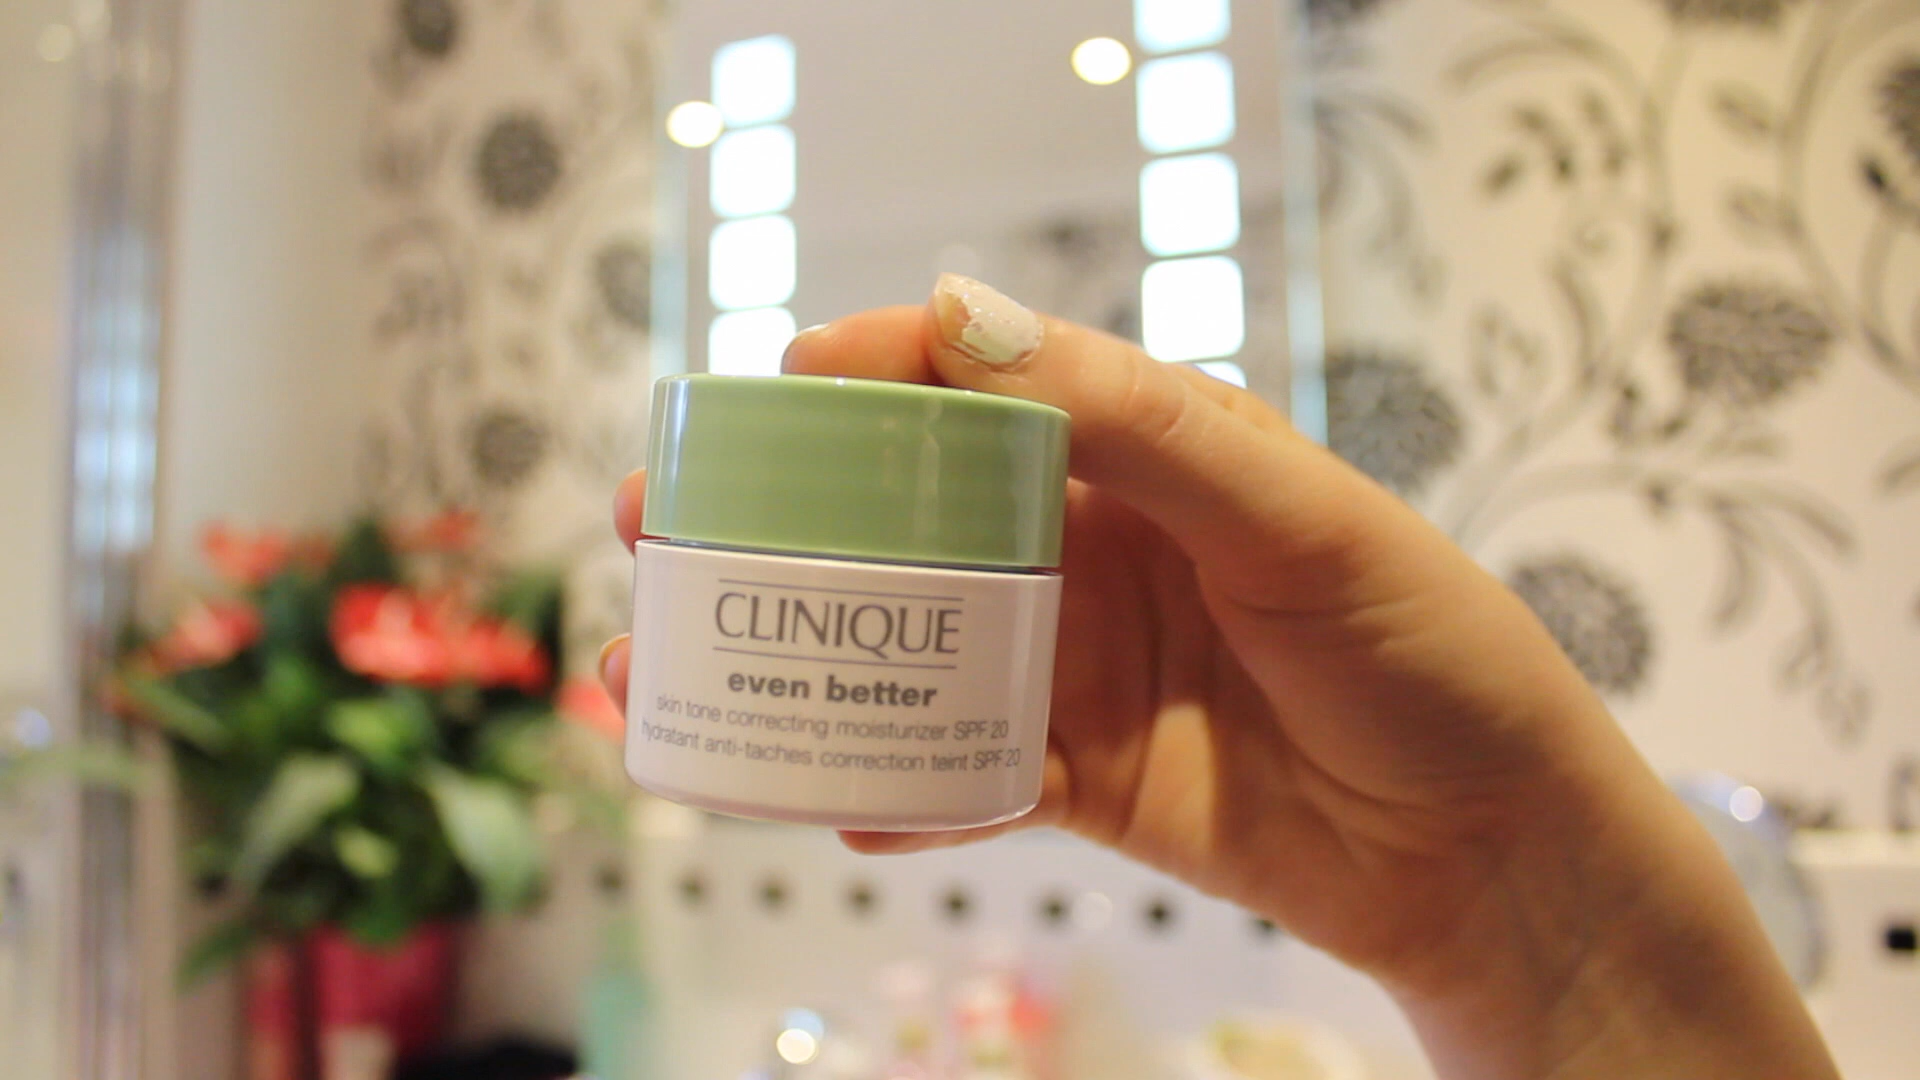 CLINIQUE
even better
skin tone correcting moisturizer SPF 20
hydratant anti-taches correction teint SPF 20